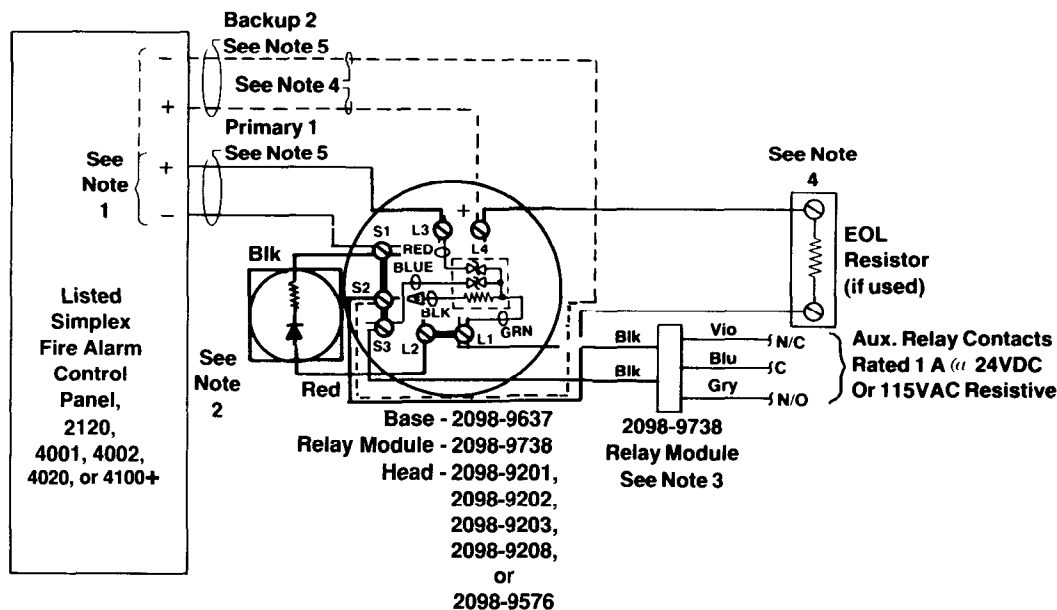 Backup 2
See Note 5
See Note 4
Primary 1
See Note 5
−
+
+
−
See
Note
1
Listed
Simplex
Fire Alarm
Control
Panel,
2120,
4001, 4002,
4020, or 4100+
Blk
See
Note
2
Red
S1
S2
S3
L3
+
L4
RED
BLUE
BLK
GRN
L2
L1
See Note
4
EOL
Resistor
(if used)
Blk
Blk
Vio
N/C
Blu
C
Gry
N/O
Aux. Relay Contacts
Rated 1 A @ 24VDC
Or 115VAC Resistive
2098-9738
Relay Module
See Note 3
Base - 2098-9637
Relay Module - 2098-9738
Head - 2098-9201,
2098-9202,
2098-9203,
2098-9208,
or
2098-9576